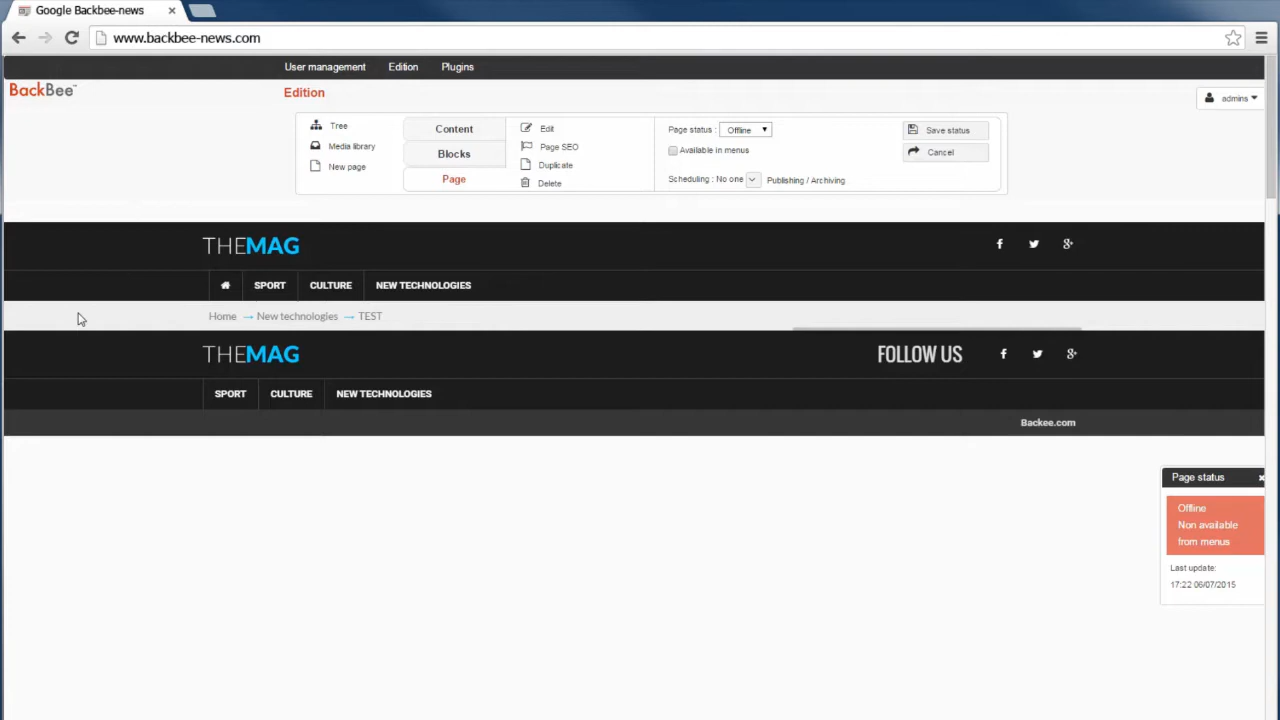 Google Backbee-news
www.backbee-news.com
User management Edition Plugins
BackBee™
Edition
admins
Tree
Media library
New page
Content
Blocks
Page
Edit
Page SEO
Duplicate
Delete
Page status : Offline
Available in menus
Scheduling : No one Publishing / Archiving
Save status
Cancel
THEMAG
SPORT CULTURE NEW TECHNOLOGIES
Home → New technologies → TEST
THEMAG FOLLOW US
SPORT CULTURE NEW TECHNOLOGIES
Backee.com
Page status
Offline
Non available
from menus
Last update:
17:22 06/07/2015